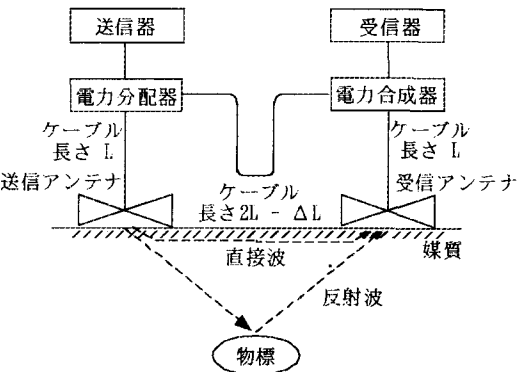 送信器
受信器
電力分配器
電力合成器
ケーブル
長さ L
ケーブル
長さ L
送信アンテナ
受信アンテナ
ケーブル
長さ2L - ΔL
直接波
媒質
反射波
物標